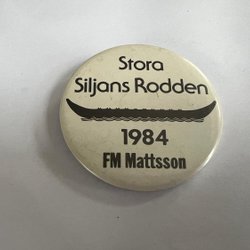 Stora
Siljans Rodden
1984
FM Mattsson